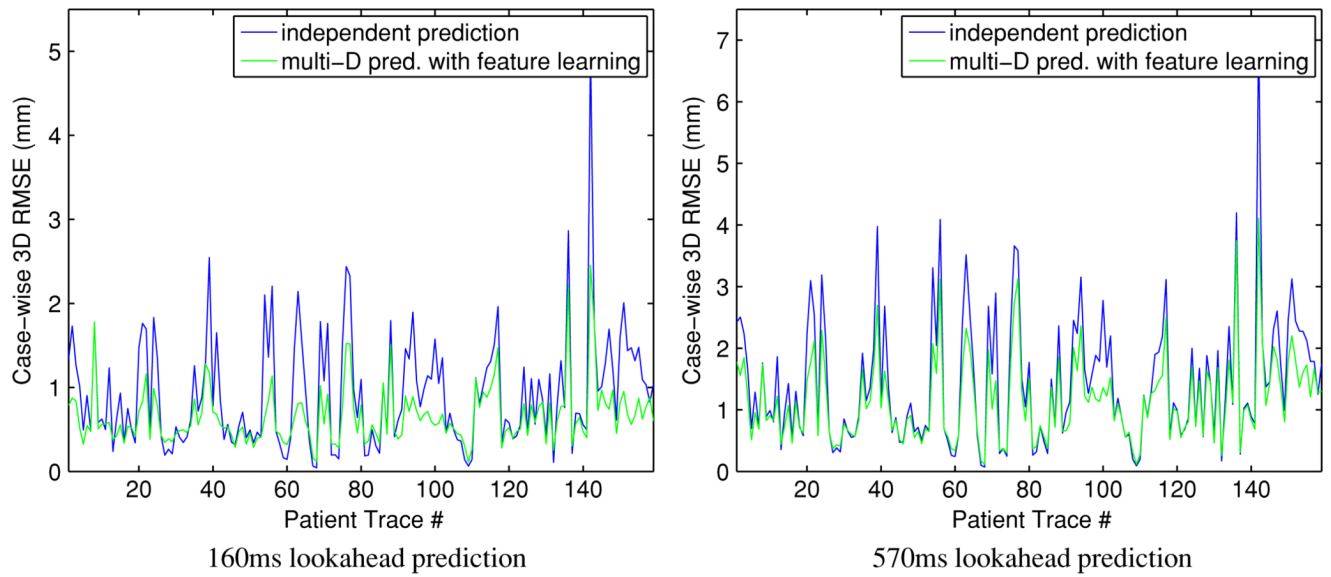 independent prediction
multi-D pred. with feature learning
Case-wise 3D RMSE (mm)
5
4
3
2
1
0
20 40 60 80 100 120 140
Patient Trace #
160ms lookahead prediction
independent prediction
multi-D pred. with feature learning
Case-wise 3D RMSE (mm)
7
6
5
4
3
2
1
0
20 40 60 80 100 120 140
Patient Trace #
570ms lookahead prediction